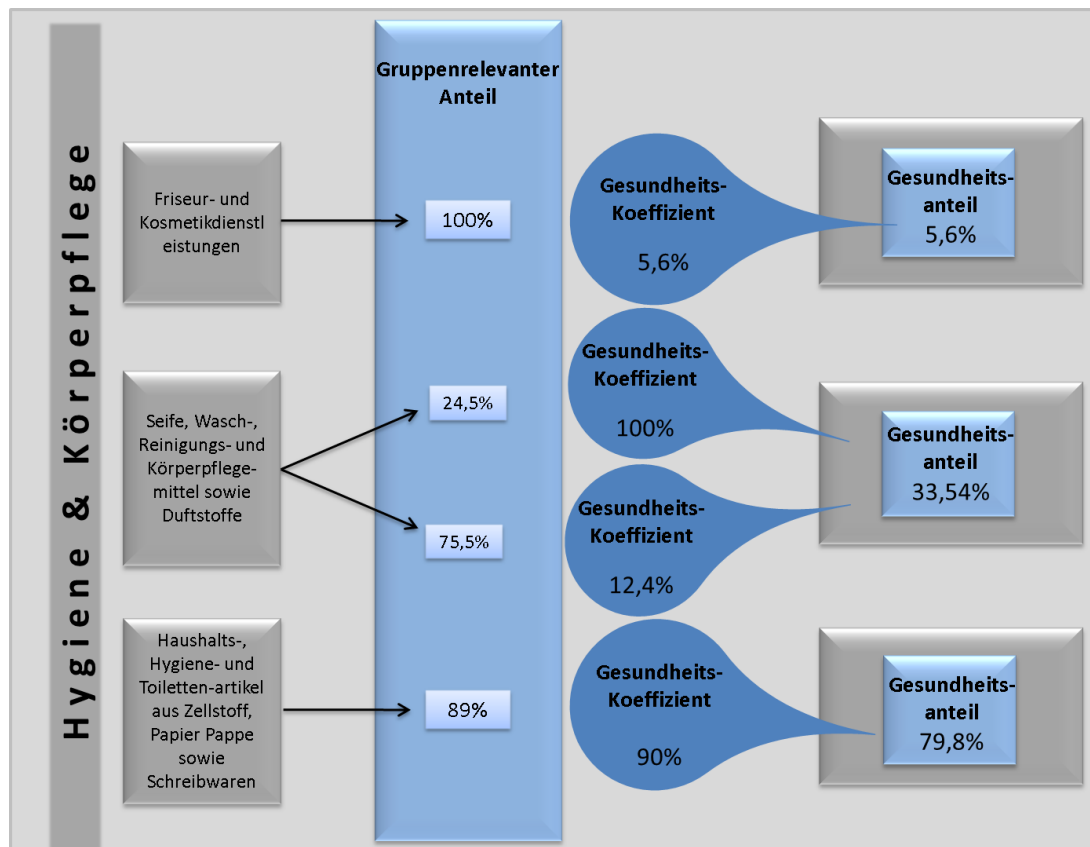 Hygiene & Körperpflege
Gruppenrelevanter
Anteil
Friseur- und
Kosmetikdienstl
eistungen
100%
Gesundheits-
Koeffizient
5,6%
Gesundheits-
anteil
5,6%
Seife, Wasch-,
Reinigungs- und
Körperpflege-
mittel sowie
Duftstoffe
24,5%
75,5%
Gesundheits-
Koeffizient
100%
Gesundheits-
Koeffizient
12,4%
Gesundheits-
anteil
33,54%
Haushalts-,
Hygiene- und
Toiletten-artikel
aus Zellstoff,
Papier Pappe
sowie
Schreibwaren
89%
Gesundheits-
Koeffizient
90%
Gesundheits-
anteil
79,8%